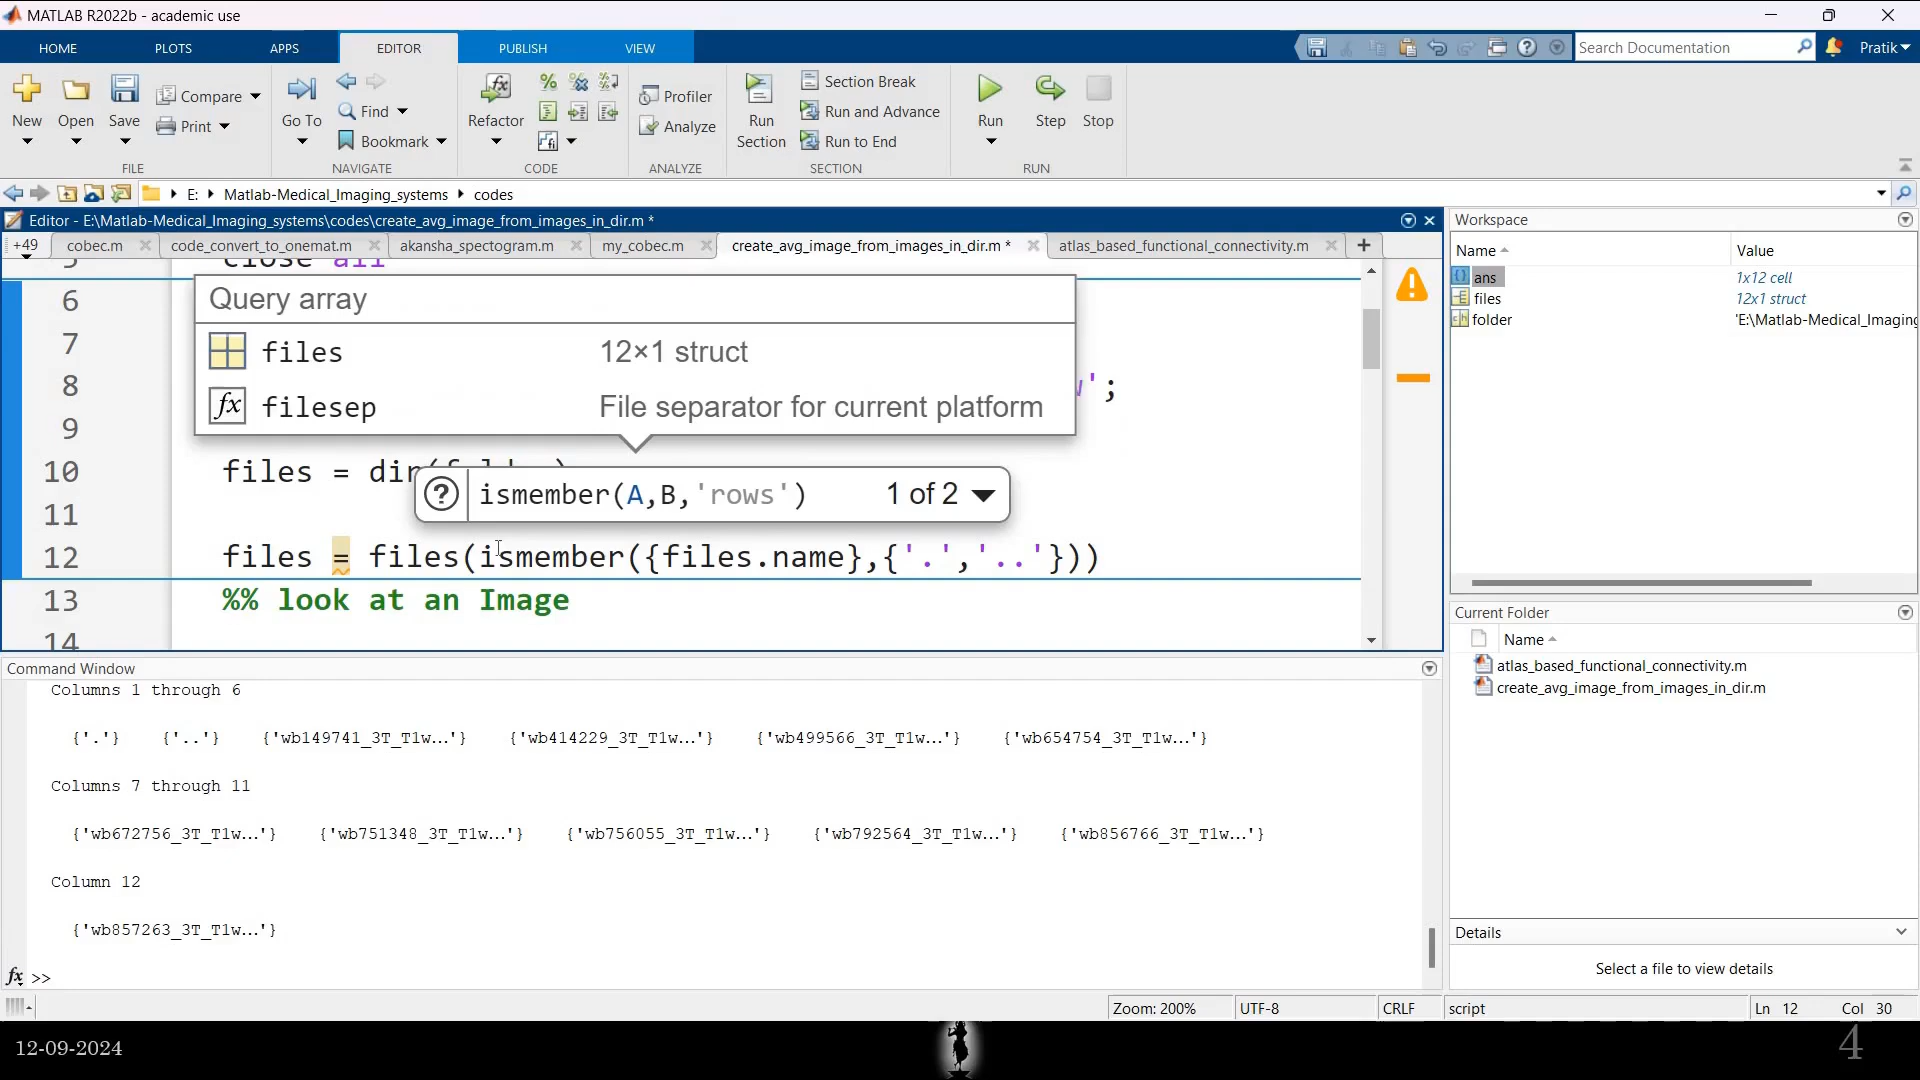 MATLAB R2022b - academic use
HOME PLOTS APPS EDITOR PUBLISH VIEW Search Documentation Pratik
New Open Save Compare Print Go To Find Bookmark Refactor Profiler Analyze Run Section Section Break Run and Advance Run to End Run Step Stop
FILE NAVIGATE CODE ANALYZE SECTION RUN
E: Matlab-Medical_Imaging_systems codes
Editor - E:\Matlab-Medical_Imaging_systems\codes\create_avg_image_from_images_in_dir.m *
+49 cobec.m code_convert_to_onemat.m akansha_spectogram.m my_cobec.m create_avg_image_from_images_in_dir.m * atlas_based_functional_connectivity.m
close all
6
Query array
7 files 12×1 struct
8 ';
9 fx filesep File separator for current platform
10 files = dir(
ismember(A,B,'rows') 1 of 2
11
12 files = files(ismember({files.name},{'.','..'}))
13 %% look at an Image
14
Command Window
Columns 1 through 6
{'.'} {'..'} {'wb149741_3T_T1w…'} {'wb414229_3T_T1w…'} {'wb499566_3T_T1w…'} {'wb654754_3T_T1w…'}
Columns 7 through 11
{'wb672756_3T_T1w…'} {'wb751348_3T_T1w…'} {'wb756055_3T_T1w…'} {'wb792564_3T_T1w…'} {'wb856766_3T_T1w…'}
Column 12
{'wb857263_3T_T1w…'}
fx >>
Workspace
Name Value
ans 1x12 cell
files 12x1 struct
folder 'E:\Matlab-Medical_Imaging
Current Folder
Name
atlas_based_functional_connectivity.m
create_avg_image_from_images_in_dir.m
Details
Select a file to view details
Zoom: 200% UTF-8 CRLF script Ln 12 Col 30
12-09-2024 4